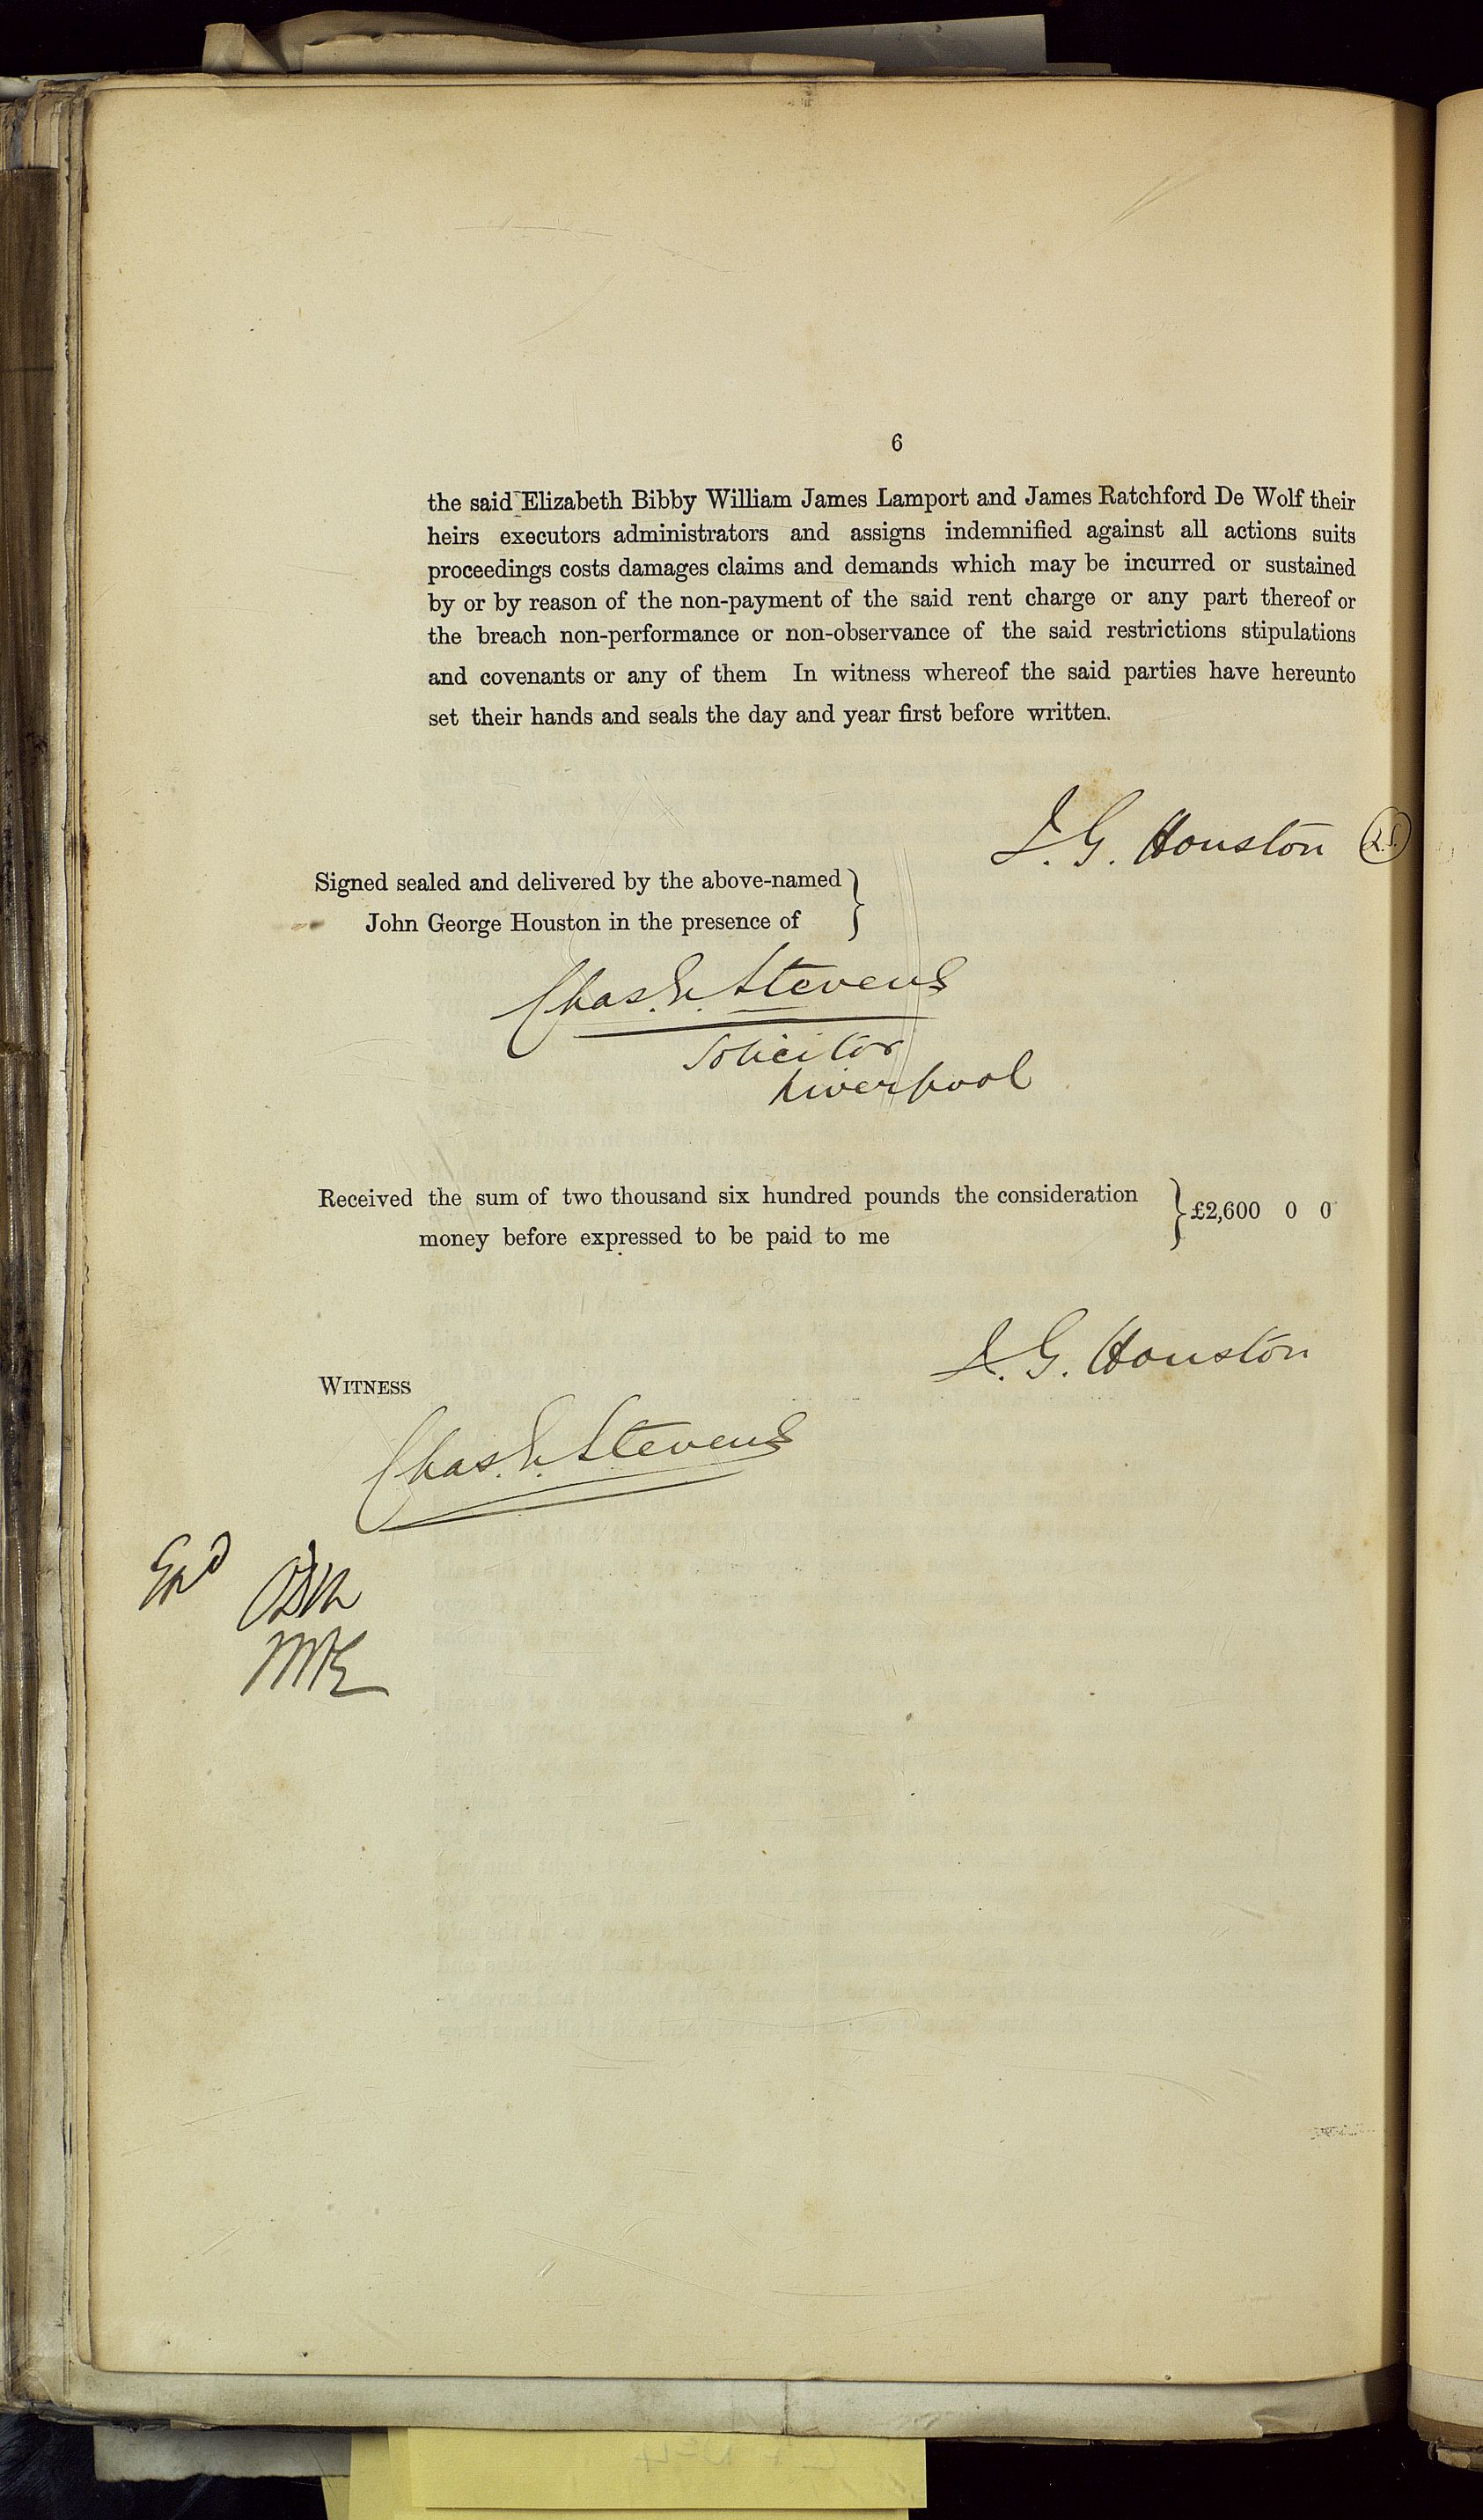 6
the said Elizabeth Bibby William James Lamport and James Ratchford De Wolf their
heirs executors administrators and assigns indemnified against all actions suits
proceedings costs damages claims and demands which may be incurred or sustained
by or by reason of the non-payment of the said rent charge or any part thereof or
the breach non-performance or non-observance of the said restrictions stipulations
and covenants or any of them In witness whereof the said parties have hereunto
set their hands and seals the day and year first before written.
J. G. Houston L.S.
Signed sealed and delivered by the above-named
John George Houston in the presence of
Chas. E. Stevens
Solicitor
Liverpool
Received the sum of two thousand six hundred pounds the consideration
money before expressed to be paid to me
£2,600 0 0
J. G. Houston
WITNESS
Chas. E. Stevens